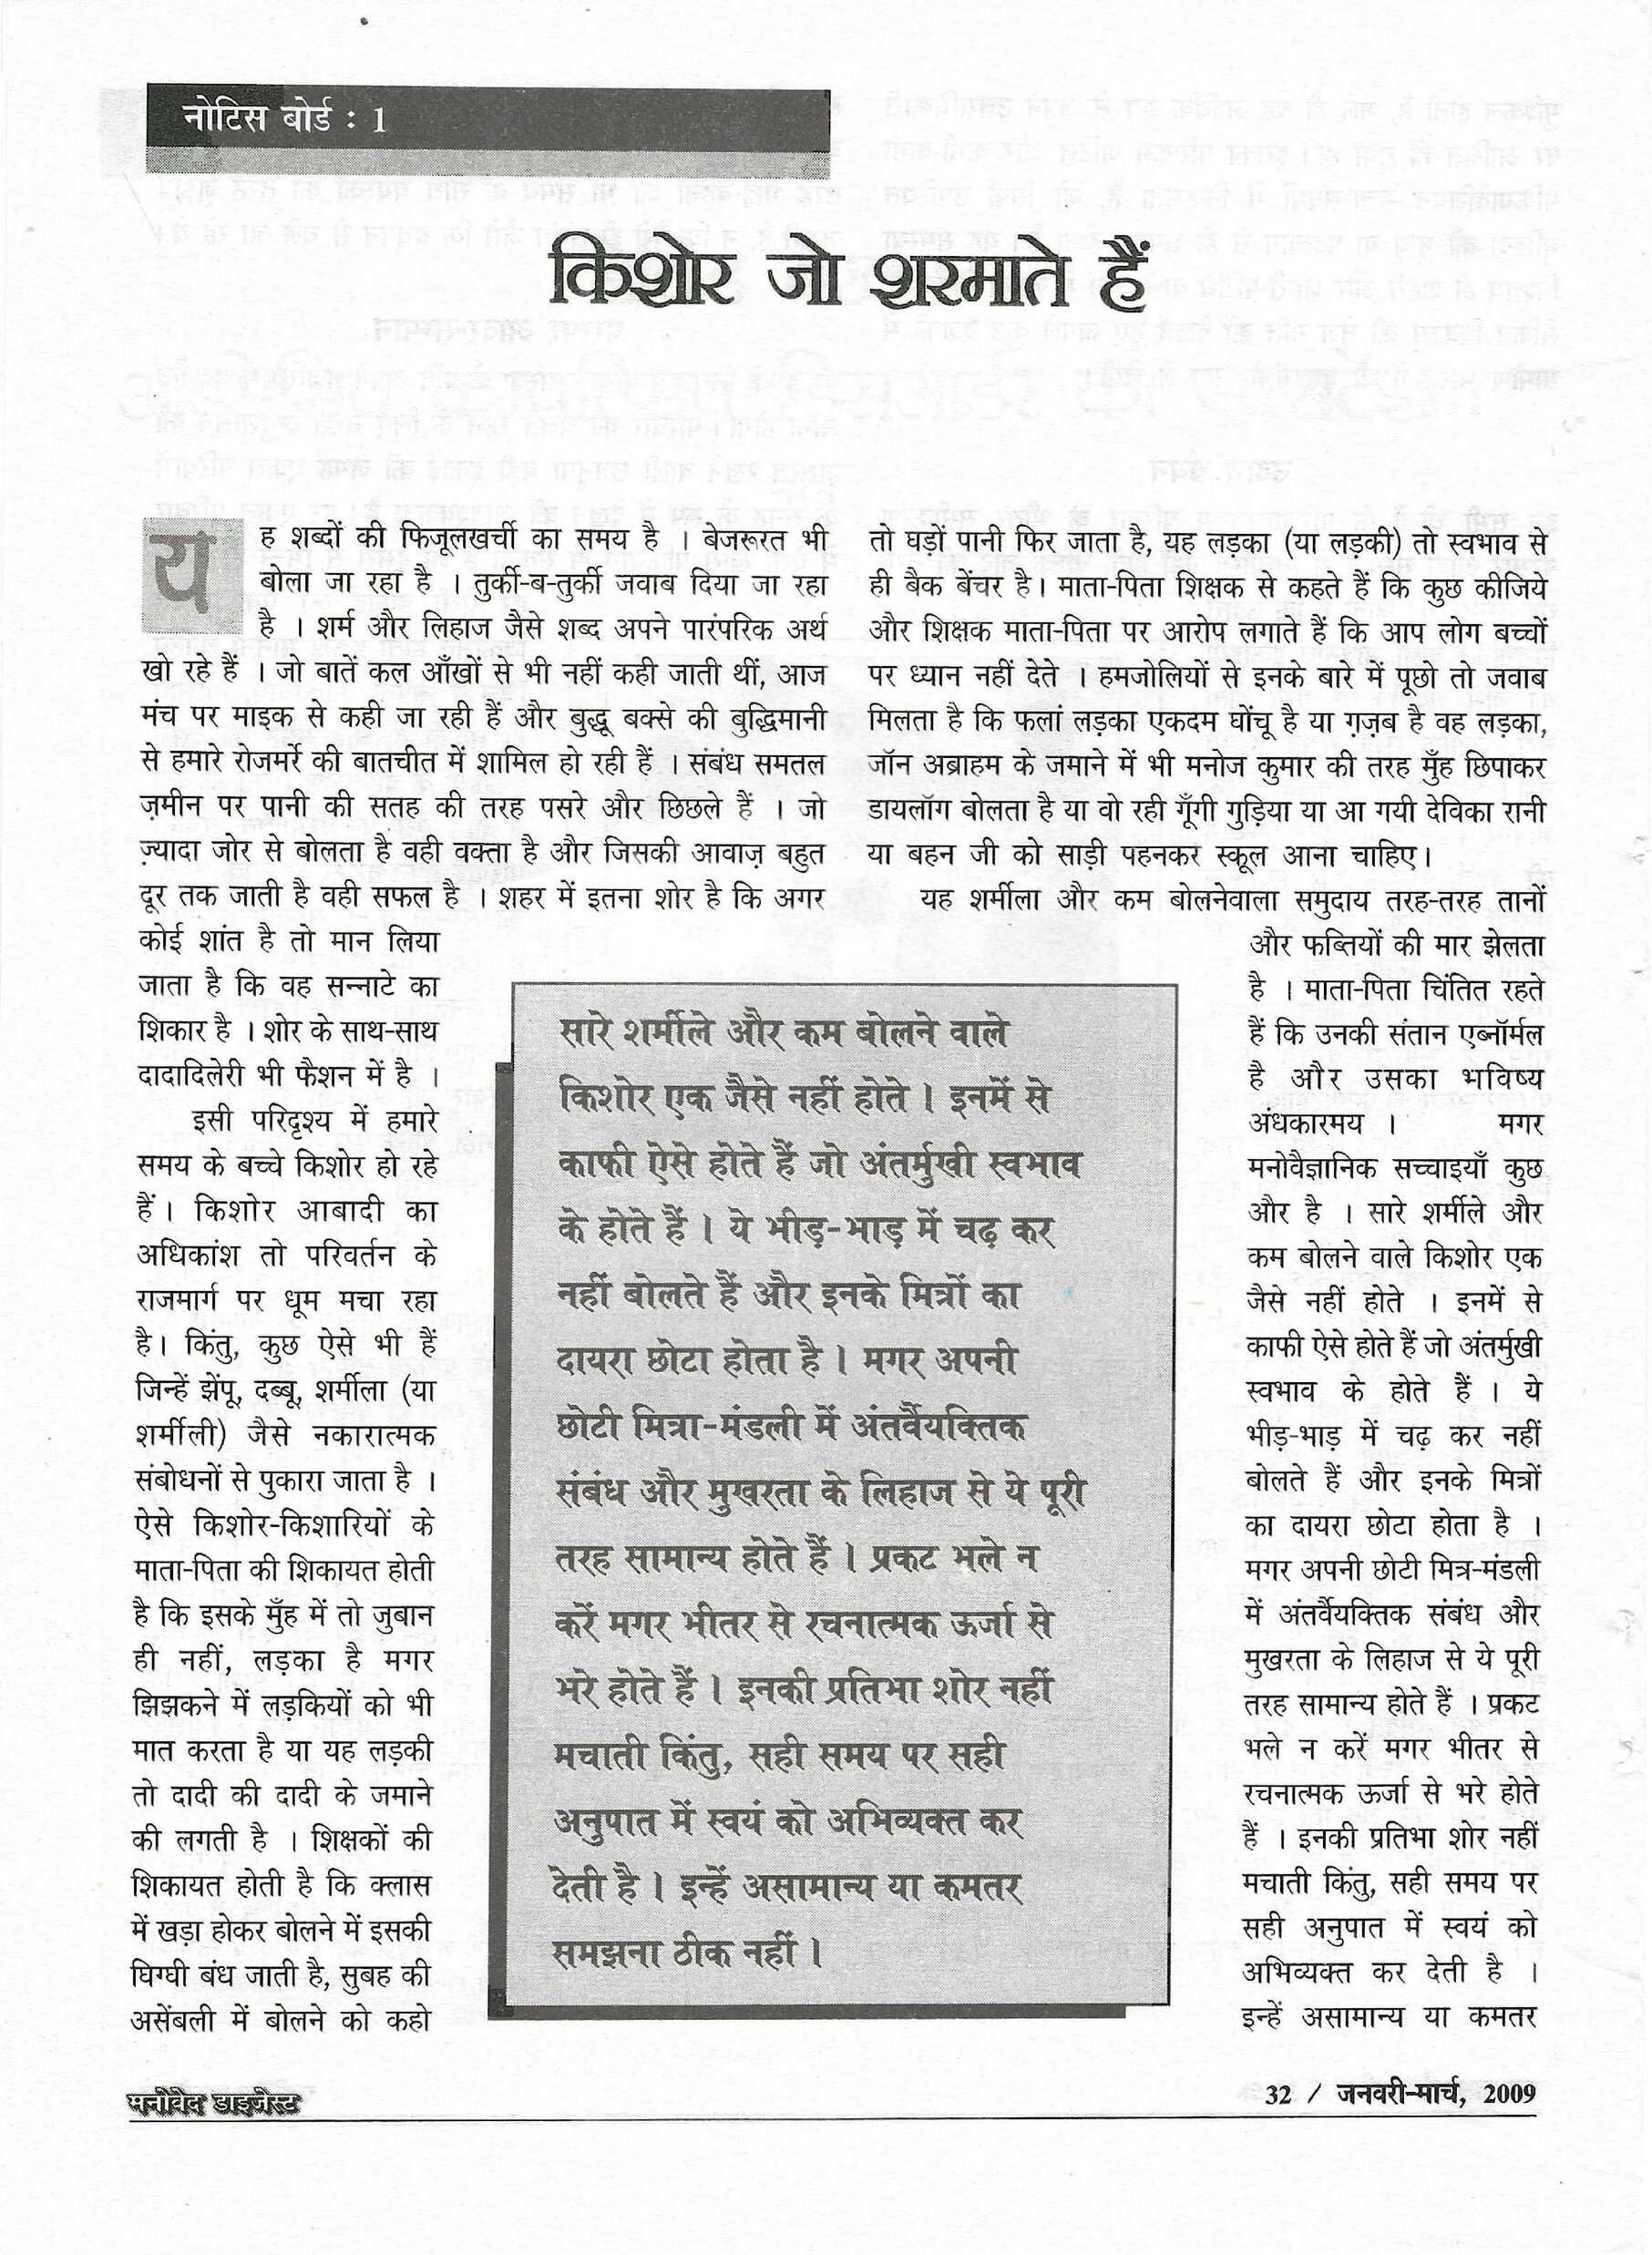 नोटिस बोर्ड : 1
किशोर जो शरमाते हैं
यह शब्दों की फिजूलखर्ची का समय है । बेजरूरत भी
बोला जा रहा है । तुर्की-ब-तुर्की जवाब दिया जा रहा
है । शर्म और लिहाज जैसे शब्द अपने पारंपरिक अर्थ
खो रहे हैं । जो बातें कल आँखों से भी नहीं कही जाती थीं, आज
मंच पर माइक से कही जा रही हैं और बुद्धू बक्से की बुद्धिमानी
से हमारे रोजमर्रे की बातचीत में शामिल हो रही हैं । संबंध समतल
ज़मीन पर पानी की सतह की तरह पसरे और छिछले हैं । जो
ज़्यादा जोर से बोलता है वही वक्ता है और जिसकी आवाज़ बहुत
दूर तक जाती है वही सफल है । शहर में इतना शोर है कि अगर
कोई शांत है तो मान लिया
जाता है कि वह सन्नाटे का
शिकार है । शोर के साथ-साथ
दादादिलेरी भी फैशन में है ।
इसी परिदृश्य में हमारे
समय के बच्चे किशोर हो रहे
हैं। किशोर आबादी का
अधिकांश तो परिवर्तन के
राजमार्ग पर धूम मचा रहा
है। किंतु, कुछ ऐसे भी हैं
जिन्हें झेंपू, दब्बू, शर्मीला (या
शर्मीली) जैसे नकारात्मक
संबोधनों से पुकारा जाता है ।
ऐसे किशोर-किशारियों के
माता-पिता की शिकायत होती
है कि इसके मुँह में तो जुबान
ही नहीं, लड़का है मगर
झिझकने में लड़कियों को भी
मात करता है या यह लड़की
तो दादी की दादी के जमाने
की लगती है । शिक्षकों की
शिकायत होती है कि क्लास
में खड़ा होकर बोलने में इसकी
घिग्घी बंध जाती है, सुबह की
असेंबली में बोलने को कहो
तो घड़ों पानी फिर जाता है, यह लड़का (या लड़की) तो स्वभाव से
ही बैक बेंचर है। माता-पिता शिक्षक से कहते हैं कि कुछ कीजिये
और शिक्षक माता-पिता पर आरोप लगाते हैं कि आप लोग बच्चों
पर ध्यान नहीं देते । हमजोलियों से इनके बारे में पूछो तो जवाब
मिलता है कि फलां लड़का एकदम घोंचू है या ग़ज़ब है वह लड़का,
जॉन अब्राहम के जमाने में भी मनोज कुमार की तरह मुँह छिपाकर
डायलॉग बोलता है या वो रही गूँगी गुड़िया या आ गयी देविका रानी
या बहन जी को साड़ी पहनकर स्कूल आना चाहिए।
यह शर्मीला और कम बोलनेवाला समुदाय तरह-तरह तानों
और फब्तियों की मार झेलता
है । माता-पिता चिंतित रहते
हैं कि उनकी संतान एब्नॉर्मल
है और उसका भविष्य
अंधकारमय । मगर
मनोवैज्ञानिक सच्चाइयाँ कुछ
और है । सारे शर्मीले और
कम बोलने वाले किशोर एक
जैसे नहीं होते । इनमें से
काफी ऐसे होते हैं जो अंतर्मुखी
स्वभाव के होते हैं । ये
भीड़-भाड़ में चढ़ कर नहीं
बोलते हैं और इनके मित्रों
का दायरा छोटा होता है ।
मगर अपनी छोटी मित्र-मंडली
में अंतर्वैयक्तिक संबंध और
मुखरता के लिहाज से ये पूरी
तरह सामान्य होते हैं । प्रकट
भले न करें मगर भीतर से
रचनात्मक ऊर्जा से भरे होते
हैं । इनकी प्रतिभा शोर नहीं
मचाती किंतु, सही समय पर
सही अनुपात में स्वयं को
अभिव्यक्त कर देती है ।
इन्हें असामान्य या कमतर
सारे शर्मीले और कम बोलने वाले
किशोर एक जैसे नहीं होते । इनमें से
काफी ऐसे होते हैं जो अंतर्मुखी स्वभाव
के होते हैं । ये भीड़-भाड़ में चढ़ कर
नहीं बोलते हैं और इनके मित्रों का
दायरा छोटा होता है । मगर अपनी
छोटी मित्रा-मंडली में अंतर्वैयक्तिक
संबंध और मुखरता के लिहाज से ये पूरी
तरह सामान्य होते हैं । प्रकट भले न
करें मगर भीतर से रचनात्मक ऊर्जा से
भरे होते हैं । इनकी प्रतिभा शोर नहीं
मचाती किंतु, सही समय पर सही
अनुपात में स्वयं को अभिव्यक्त कर
देती है । इन्हें असामान्य या कमतर
समझना ठीक नहीं ।
मनोवेद डाइजेस्ट
32 / जनवरी-मार्च, 2009